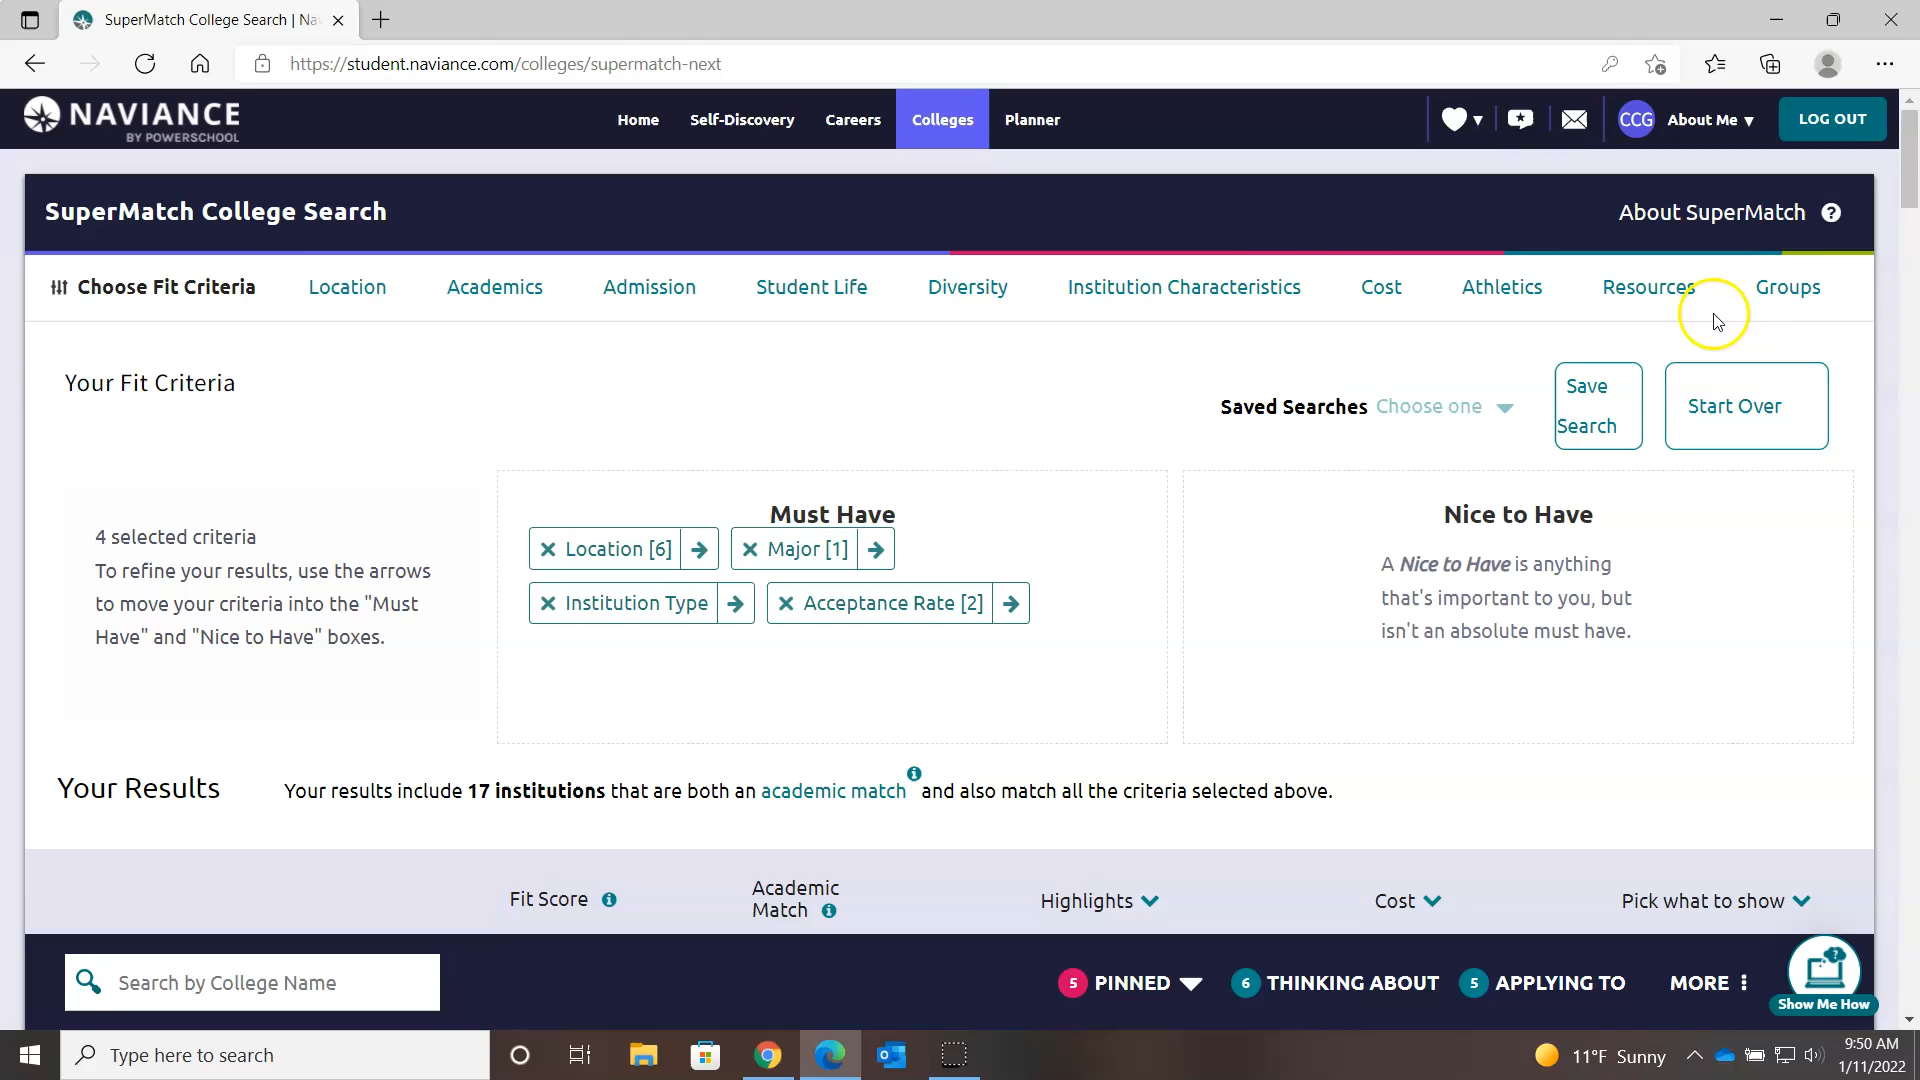 SuperMatch College Search | Na
https://student.naviance.com/colleges/supermatch-next
NAVIANCE
BY POWERSCHOOL
Home
Self-Discovery
Careers
Colleges
Planner
CCG
About Me
LOG OUT
SuperMatch College Search
About SuperMatch
Choose Fit Criteria
Location
Academics
Admission
Student Life
Diversity
Institution Characteristics
Cost
Athletics
Resources
Groups
Your Fit Criteria
Saved Searches Choose one
Save
Search
Start Over
4 selected criteria
To refine your results, use the arrows
to move your criteria into the "Must
Have" and "Nice to Have" boxes.
Must Have
Location [6]
Major [1]
Institution Type
Acceptance Rate [2]
Nice to Have
A Nice to Have is anything
that's important to you, but
isn't an absolute must have.
Your Results
Your results include 17 institutions that are both an academic match and also match all the criteria selected above.
Fit Score
Academic
Match
Highlights
Cost
Pick what to show
Search by College Name
5 PINNED
6 THINKING ABOUT
5 APPLYING TO
MORE
Show Me How
Type here to search
11°F Sunny
9:50 AM
1/11/2022